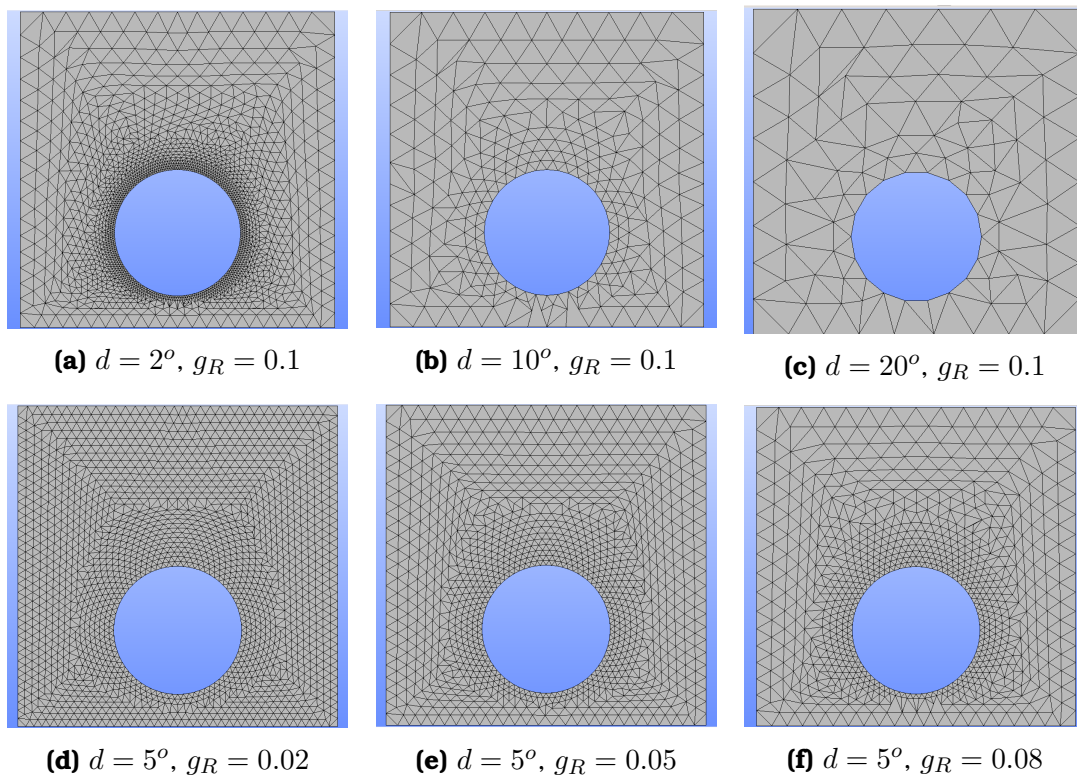 (a) d = 2°, g_R = 0.1
(b) d = 10°, g_R = 0.1
(c) d = 20°, g_R = 0.1
(d) d = 5°, g_R = 0.02
(e) d = 5°, g_R = 0.05
(f) d = 5°, g_R = 0.08